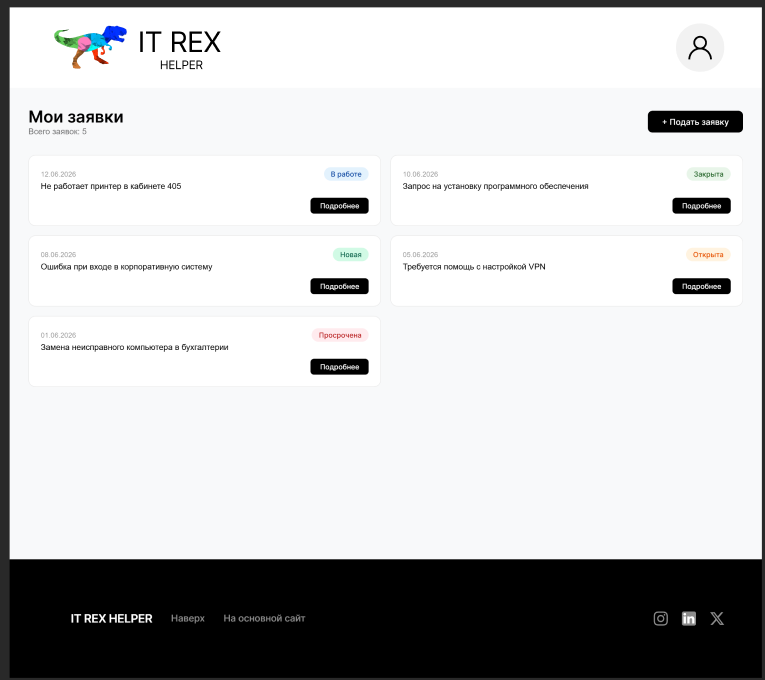 IT REX
HELPER
Мои заявки
Всего заявок: 5
+ Подать заявку
12.06.2026
В работе
Не работает принтер в кабинете 405
Подробнее
10.06.2026
Закрыта
Запрос на установку программного обеспечения
Подробнее
08.06.2026
Новая
Ошибка при входе в корпоративную систему
Подробнее
05.06.2026
Открыта
Требуется помощь с настройкой VPN
Подробнее
01.06.2026
Просрочена
Замена неисправного компьютера в бухгалтерии
Подробнее
IT REX HELPER
Наверх
На основной сайт